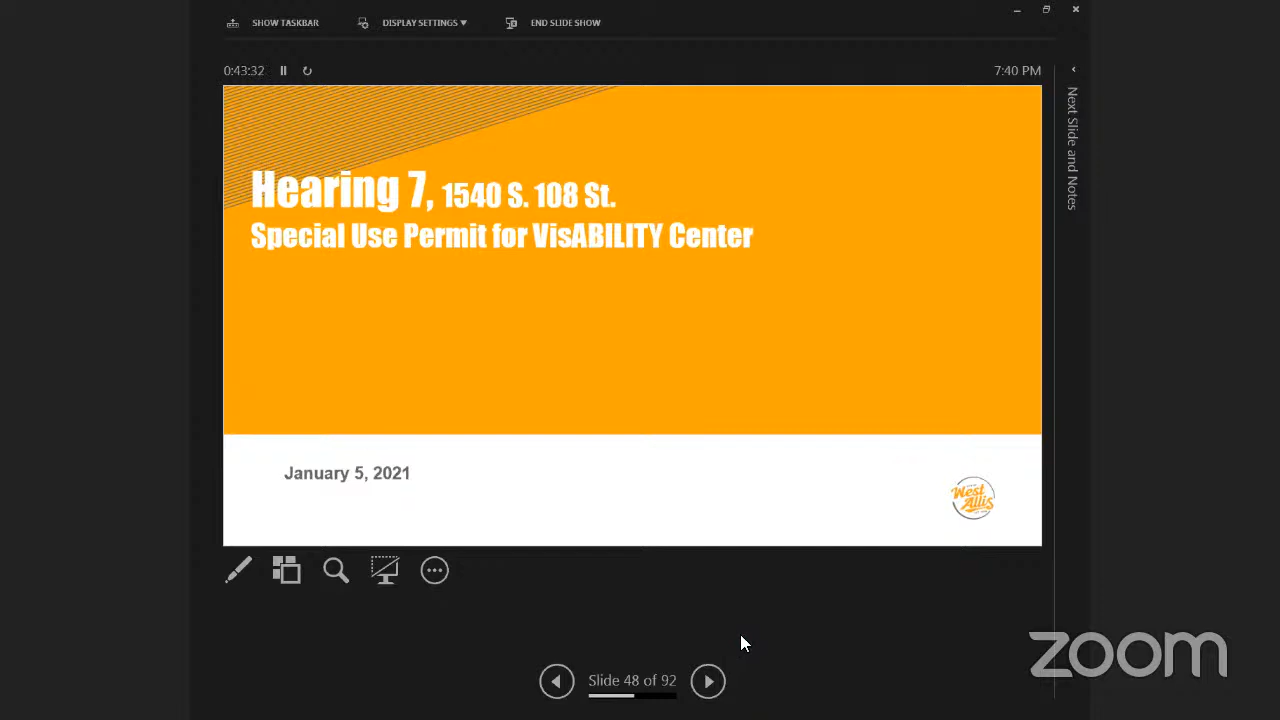 SHOW TASKBAR
DISPLAY SETTINGS ▾
END SLIDE SHOW
0:43:32
7:40 PM
Next Slide and Notes
Hearing 7, 1540 S. 108 St.
Special Use Permit for VisABILITY Center
January 5, 2021
West
Allis
Slide 48 of 92
zoom